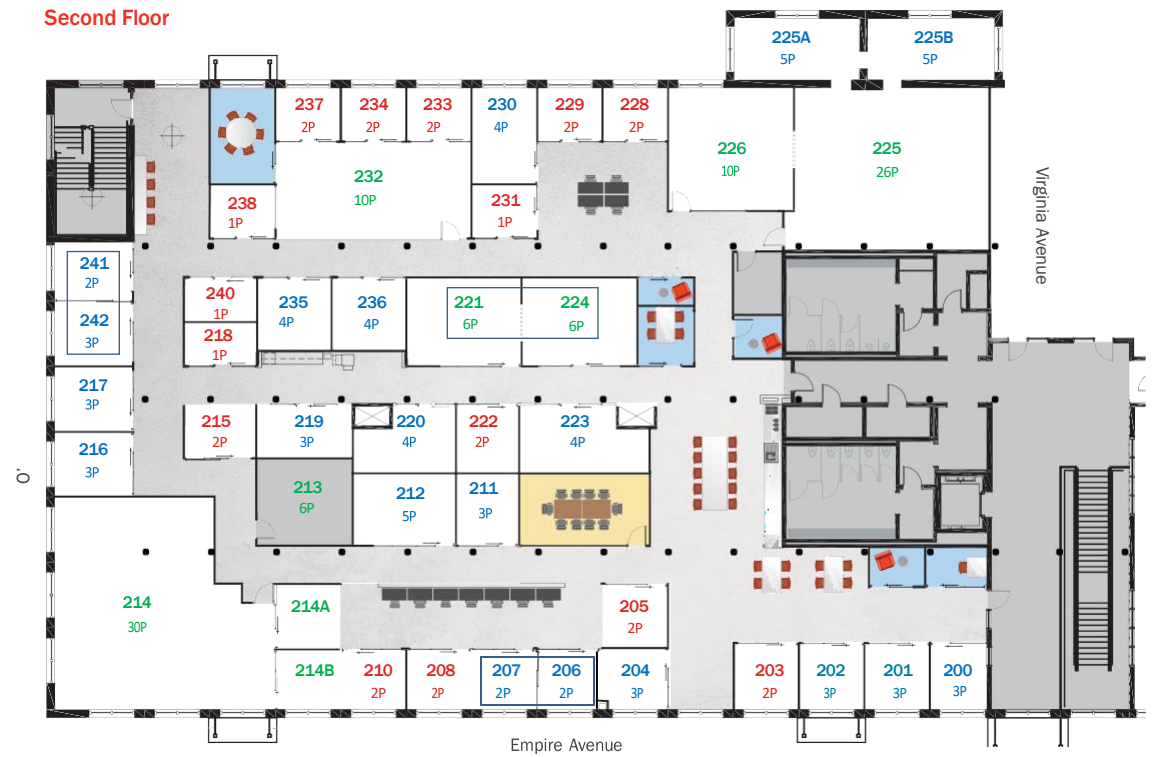 Second Floor
225A
5P
225B
5P
237
2P
234
2P
233
2P
230
4P
229
2P
228
2P
226
10P
225
26P
232
10P
238
1P
231
1P
Virginia Avenue
241
2P
242
3P
240
1P
218
1P
235
4P
236
4P
221
6P
224
6P
217
3P
216
3P
215
2P
219
3P
220
4P
222
2P
223
4P
213
6P
212
5P
211
3P
O'
214
30P
214A
214B
210
2P
208
2P
207
2P
206
2P
205
2P
204
3P
203
2P
202
3P
201
3P
200
3P
Empire Avenue